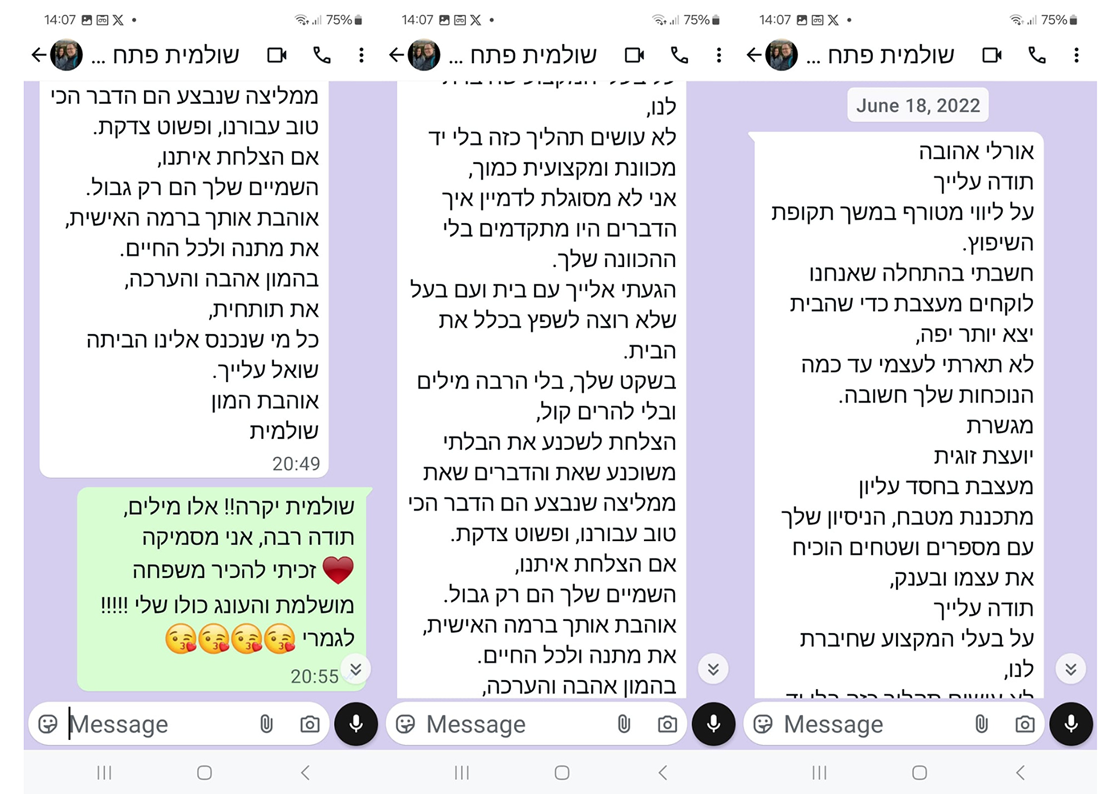 14:07 75%
שולמית פתח ...
June 18, 2022
אורלי אהובה
תודה עלייך
על ליווי מטורף במשך תקופת
השיפוץ.
חשבתי בהתחלה שאנחנו
לוקחים מעצבת כדי שהבית
יצא יותר יפה,
לא תארתי לעצמי עד כמה
הנוכחות שלך חשובה.
מגשרת
יועצת זוגית
מעצבת בחסד עליון
מתכננת מטבח, הניסיון שלך
עם מספרים ושטחים הוכיח
את עצמו ובענק,
תודה עלייך
על בעלי המקצוע שחיברת
לנו,
לא עושים תהליך כזה בלי יד
Message
14:07 75%
שולמית פתח ...
על בעלי המקצוע שחיברת
לנו,
לא עושים תהליך כזה בלי יד
מכוונת ומקצועית כמוך,
אני לא מסוגלת לדמיין איך
הדברים היו מתקדמים בלי
ההכוונה שלך.
הגעתי אלייך עם בית ועם בעל
שלא רוצה לשפץ בכלל את
הבית.
בשקט שלך, בלי הרבה מילים
ובלי להרים קול,
הצלחת לשכנע את הבלתי
משוכנע שאת והדברים שאת
ממליצה שנבצע הם הדבר הכי
טוב עבורנו, ופשוט צדקת.
אם הצלחת איתנו,
השמיים שלך הם רק גבול.
אוהבת אותך ברמה האישית,
את מתנה ולכל החיים.
בהמון אהבה והערכה,
Message
14:07 75%
שולמית פתח ...
ממליצה שנבצע הם הדבר הכי
טוב עבורנו, ופשוט צדקת.
אם הצלחת איתנו,
השמיים שלך הם רק גבול.
אוהבת אותך ברמה האישית,
את מתנה ולכל החיים.
בהמון אהבה והערכה,
את תותחית,
כל מי שנכנס אלינו הביתה
שואל עלייך.
אוהבת המון
שולמית
20:49
שולמית יקרה!! אלו מילים,
תודה רבה, אני מסמיקה
❤️ זכיתי להכיר משפחה
מושלמת והעונג כולו שלי !!!!!
לגמרי 😘😘😘😘
20:55
Message